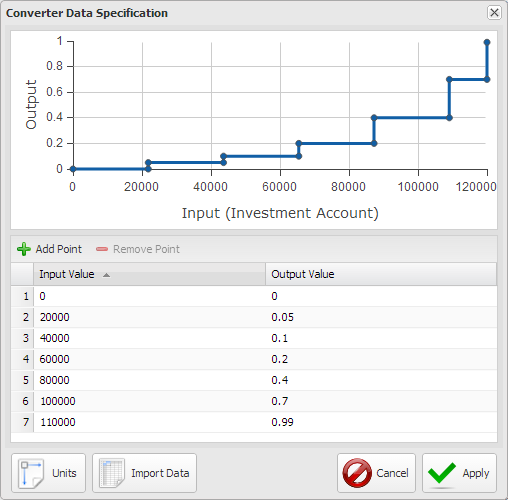 Converter Data Specification
1
0.8
0.6
0.4
0.2
0
Output
0 20000 40000 60000 80000 100000 120000
Input (Investment Account)
Add Point Remove Point
Input Value Output Value
1 0 0
2 20000 0.05
3 40000 0.1
4 60000 0.2
5 80000 0.4
6 100000 0.7
7 110000 0.99
Units Import Data Cancel Apply